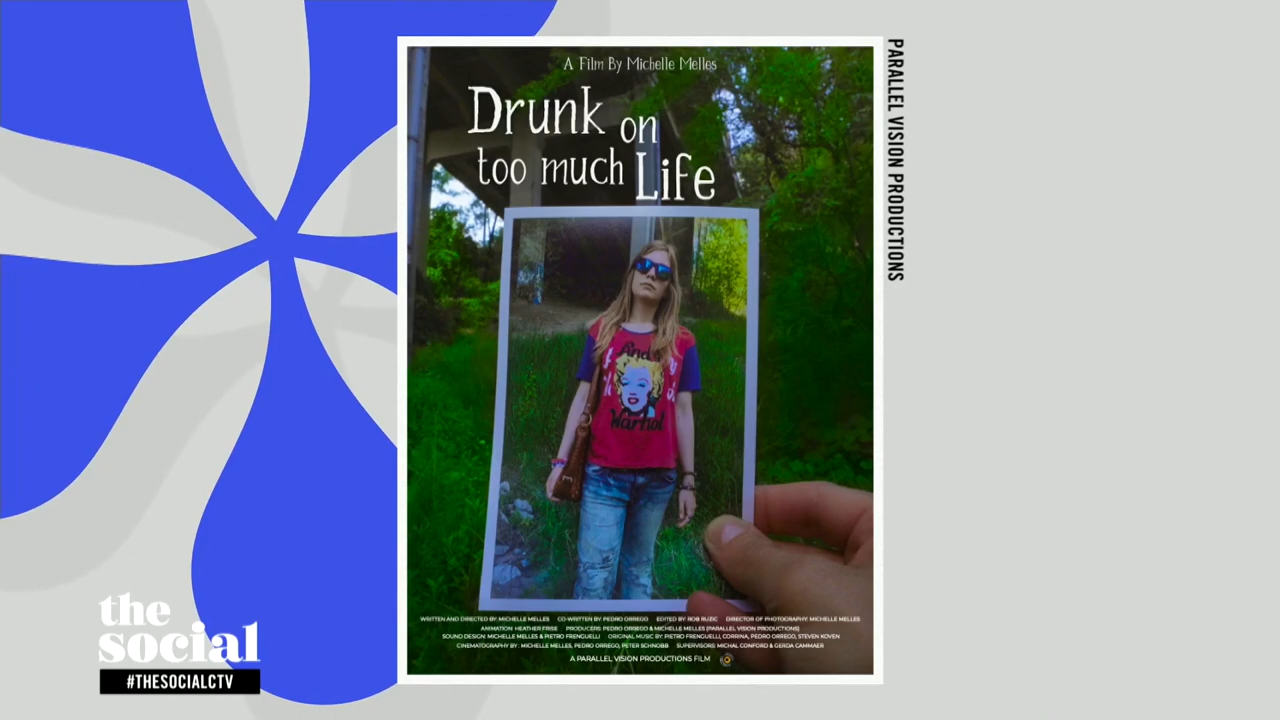 A Film By Michelle Melles
Drunk on
too much Life
Andy
Warhol
WRITTEN AND DIRECTED BY: MICHELLE MELLES CO-WRITTEN BY PEDRO ORREGO EDITED BY ROB RUZIC DIRECTOR OF PHOTOGRAPHY: MICHELLE MELLES
ANIMATION: HEATHER FRISE PRODUCERS: PEDRO ORREGO & MICHELLE MELLES (PARALLEL VISION PRODUCTIONS)
SOUND DESIGN: MICHELLE MELLES & PIETRO FRENGUELLI ORIGINAL MUSIC BY: PIETRO FRENGUELLI, CORRINA, PEDRO ORREGO, STEVEN KOVEN
CINEMATOGRAPHY BY: MICHELLE MELLES, PEDRO ORREGO, PETER SCHNOBB SUPERVISORS: MICHAL CONFORD & GERDA CAMMAER
A PARALLEL VISION PRODUCTIONS FILM
PARALLEL VISION PRODUCTIONS
the
social
#THESOCIALCTV